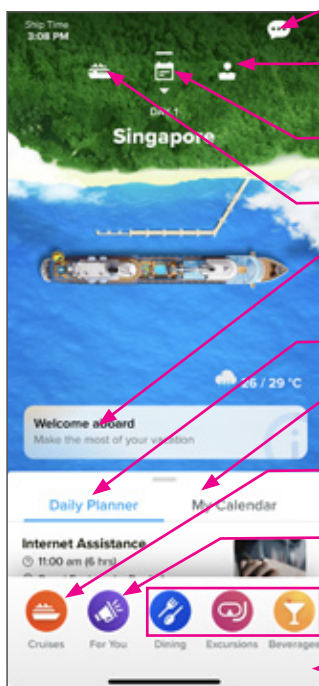 Ship Time
3:08 PM
DAY 1
Singapore
26 / 29 °C
Welcome aboard
Make the most of your vacation
Daily Planner
My Calendar
Internet Assistance
11:00 am (6 hrs)
Cruises
For You
Dining
Excursions
Beverages